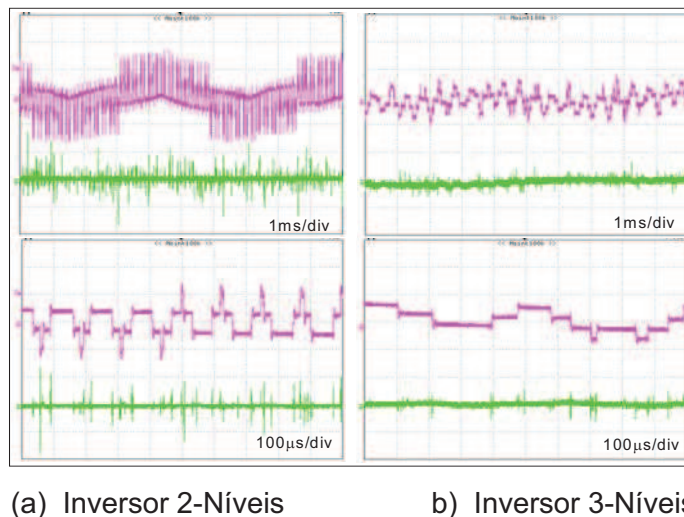 1ms/div
1ms/div
100µs/div
100µs/div
(a) Inversor 2-Níveis
b) Inversor 3-Níveis